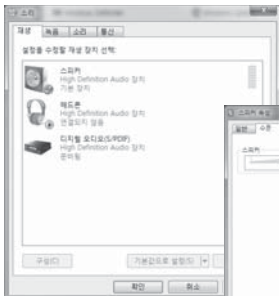 소리
재생 녹음 소리 통신
설정을 수정할 재생 장치 선택:
스피커
High Definition Audio 장치
기본 장치
헤드폰
High Definition Audio 장치
연결되지 않음
디지털 오디오(S/PDIF)
High Definition Audio 장치
준비됨
구성(C)
기본값으로 설정(S)
확인
취소
스피커 속성
일반 수준
스피커